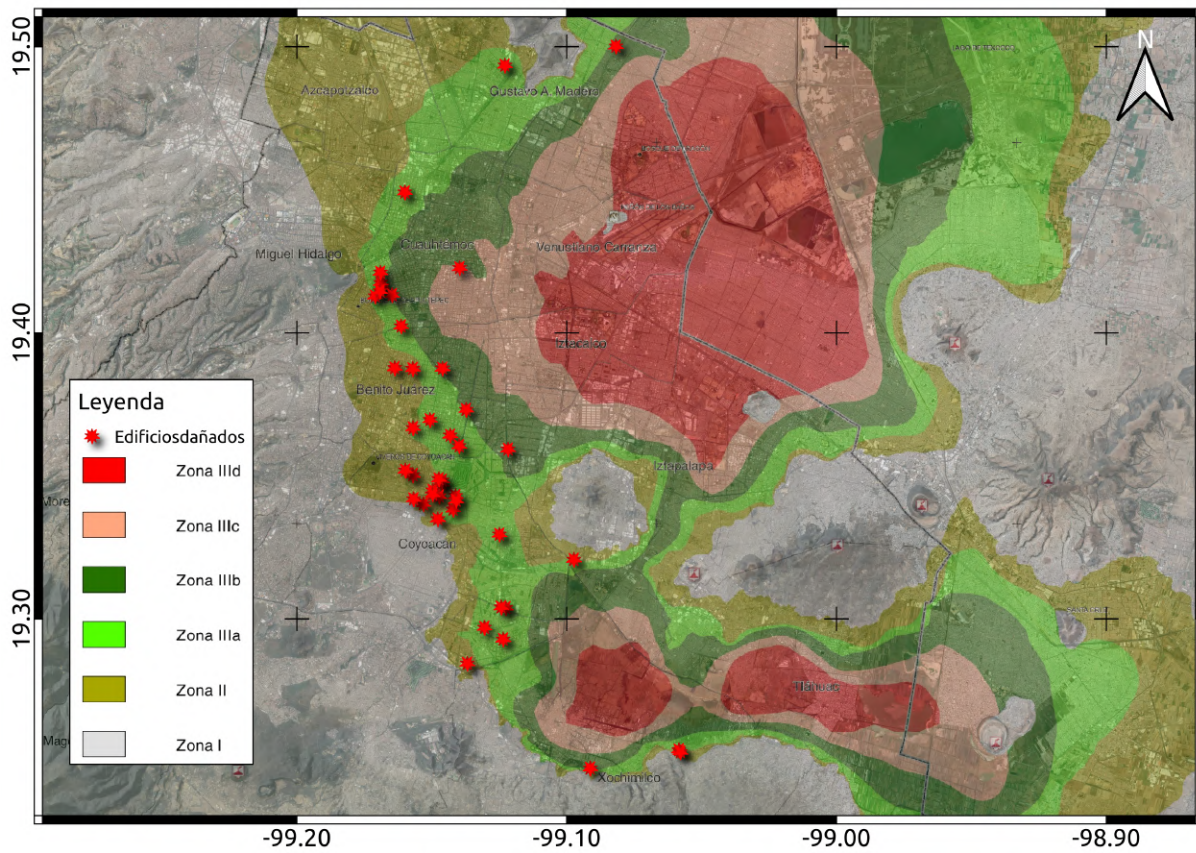 19.50
19.40
19.30
-99.20
-99.10
-99.00
-98.90
N
Azcapotzalco
Gustavo A. Madero
Miguel Hidalgo
Cuauhtémoc
Venustiano Carranza
Iztacalco
Benito Juárez
Iztapalapa
Coyoacán
Tláhuac
Xochimilco
Leyenda
Edificiosdañados
Zona IIId
Zona IIIc
Zona IIIb
Zona IIIa
Zona II
Zona I